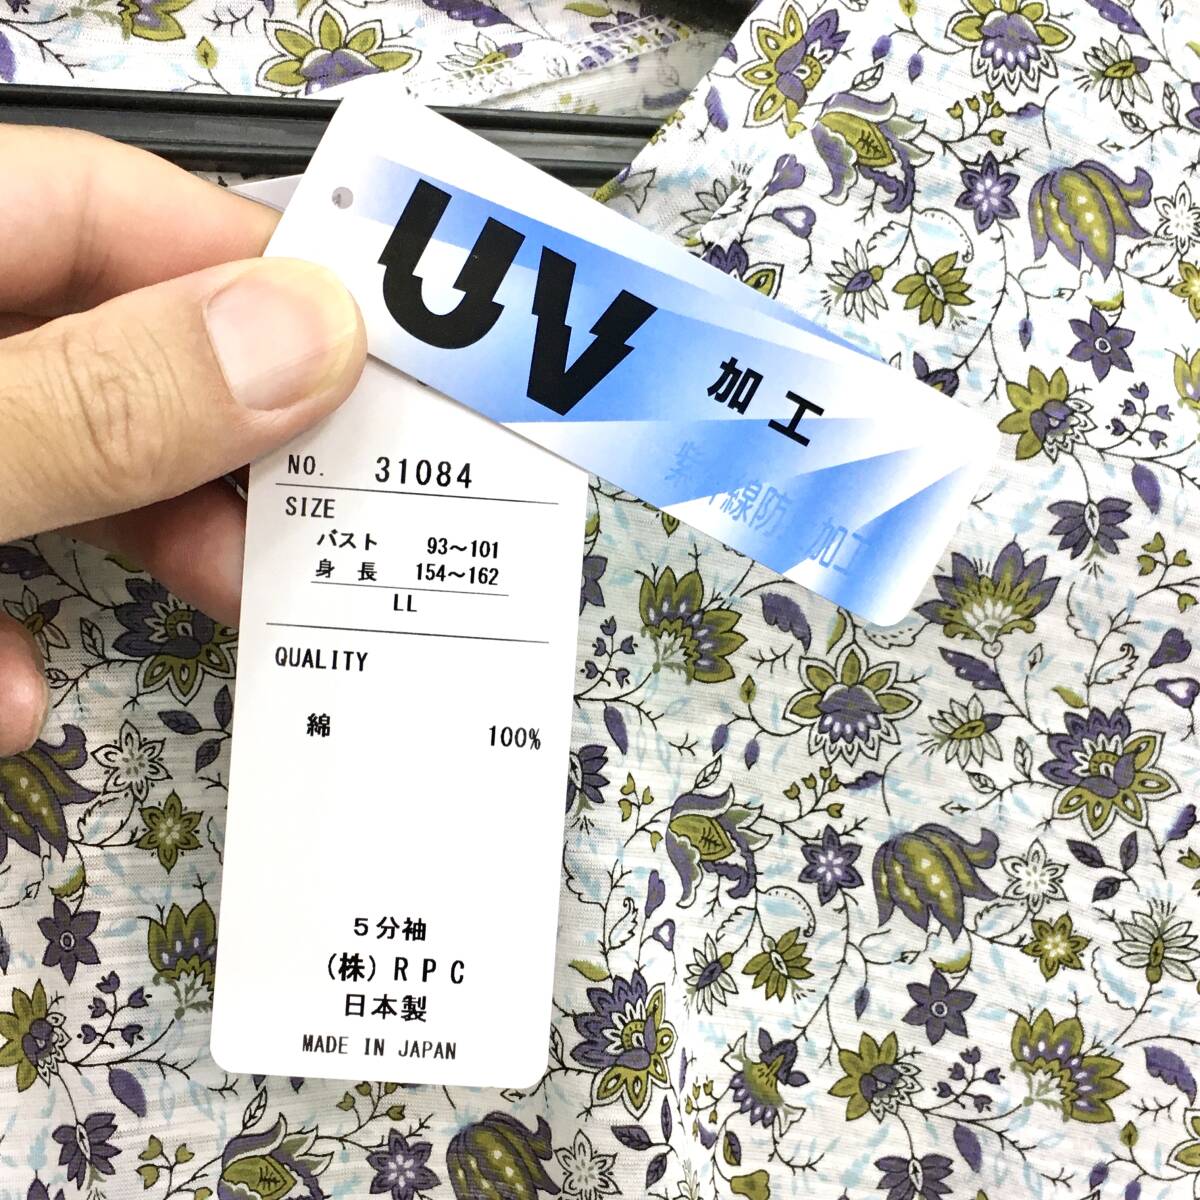 UV 加工
紫外線防止加工
NO. 31084
SIZE
バスト 93～101
身長 154～162
LL
QUALITY
綿 100%
5分袖
(株) RPC
日本製
MADE IN JAPAN